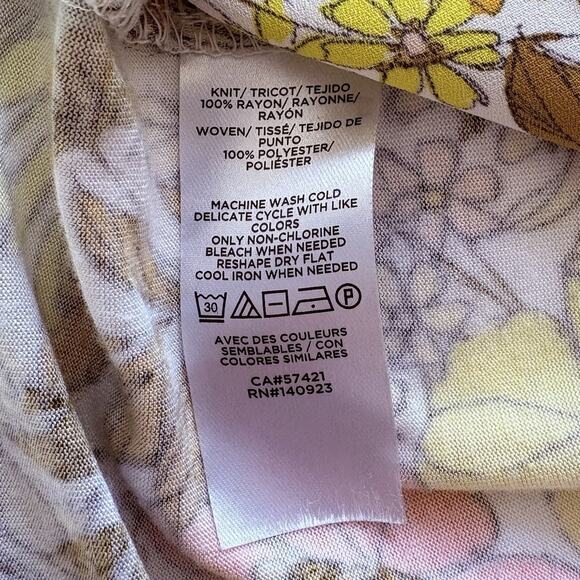 KNIT/ TRICOT/ TEJIDO
100% RAYON/ RAYONNE/
RAYÓN
WOVEN/ TISSÉ/ TEJIDO DE
PUNTO
100% POLYESTER/
POLIÉSTER
MACHINE WASH COLD
DELICATE CYCLE WITH LIKE
COLORS
ONLY NON-CHLORINE
BLEACH WHEN NEEDED
RESHAPE DRY FLAT
COOL IRON WHEN NEEDED
30 P
AVEC DES COULEURS
SEMBLABLES / CON
COLORES SIMILARES
CA#57421
RN#140923